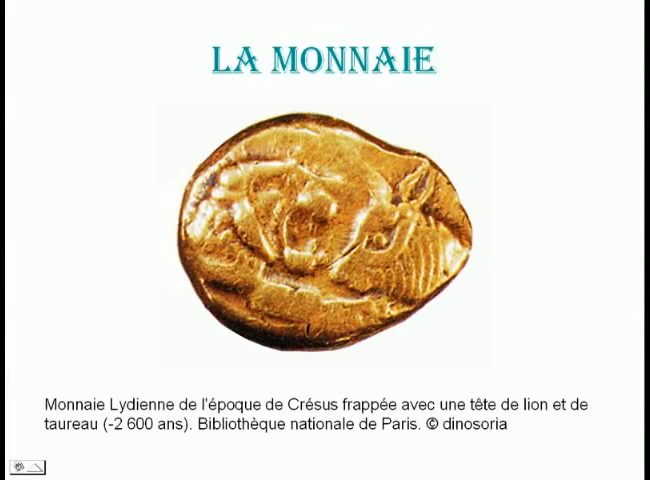 LA MONNAIE
Monnaie Lydienne de l'époque de Crésus frappée avec une tête de lion et de
taureau (-2 600 ans). Bibliothèque nationale de Paris. © dinosoria